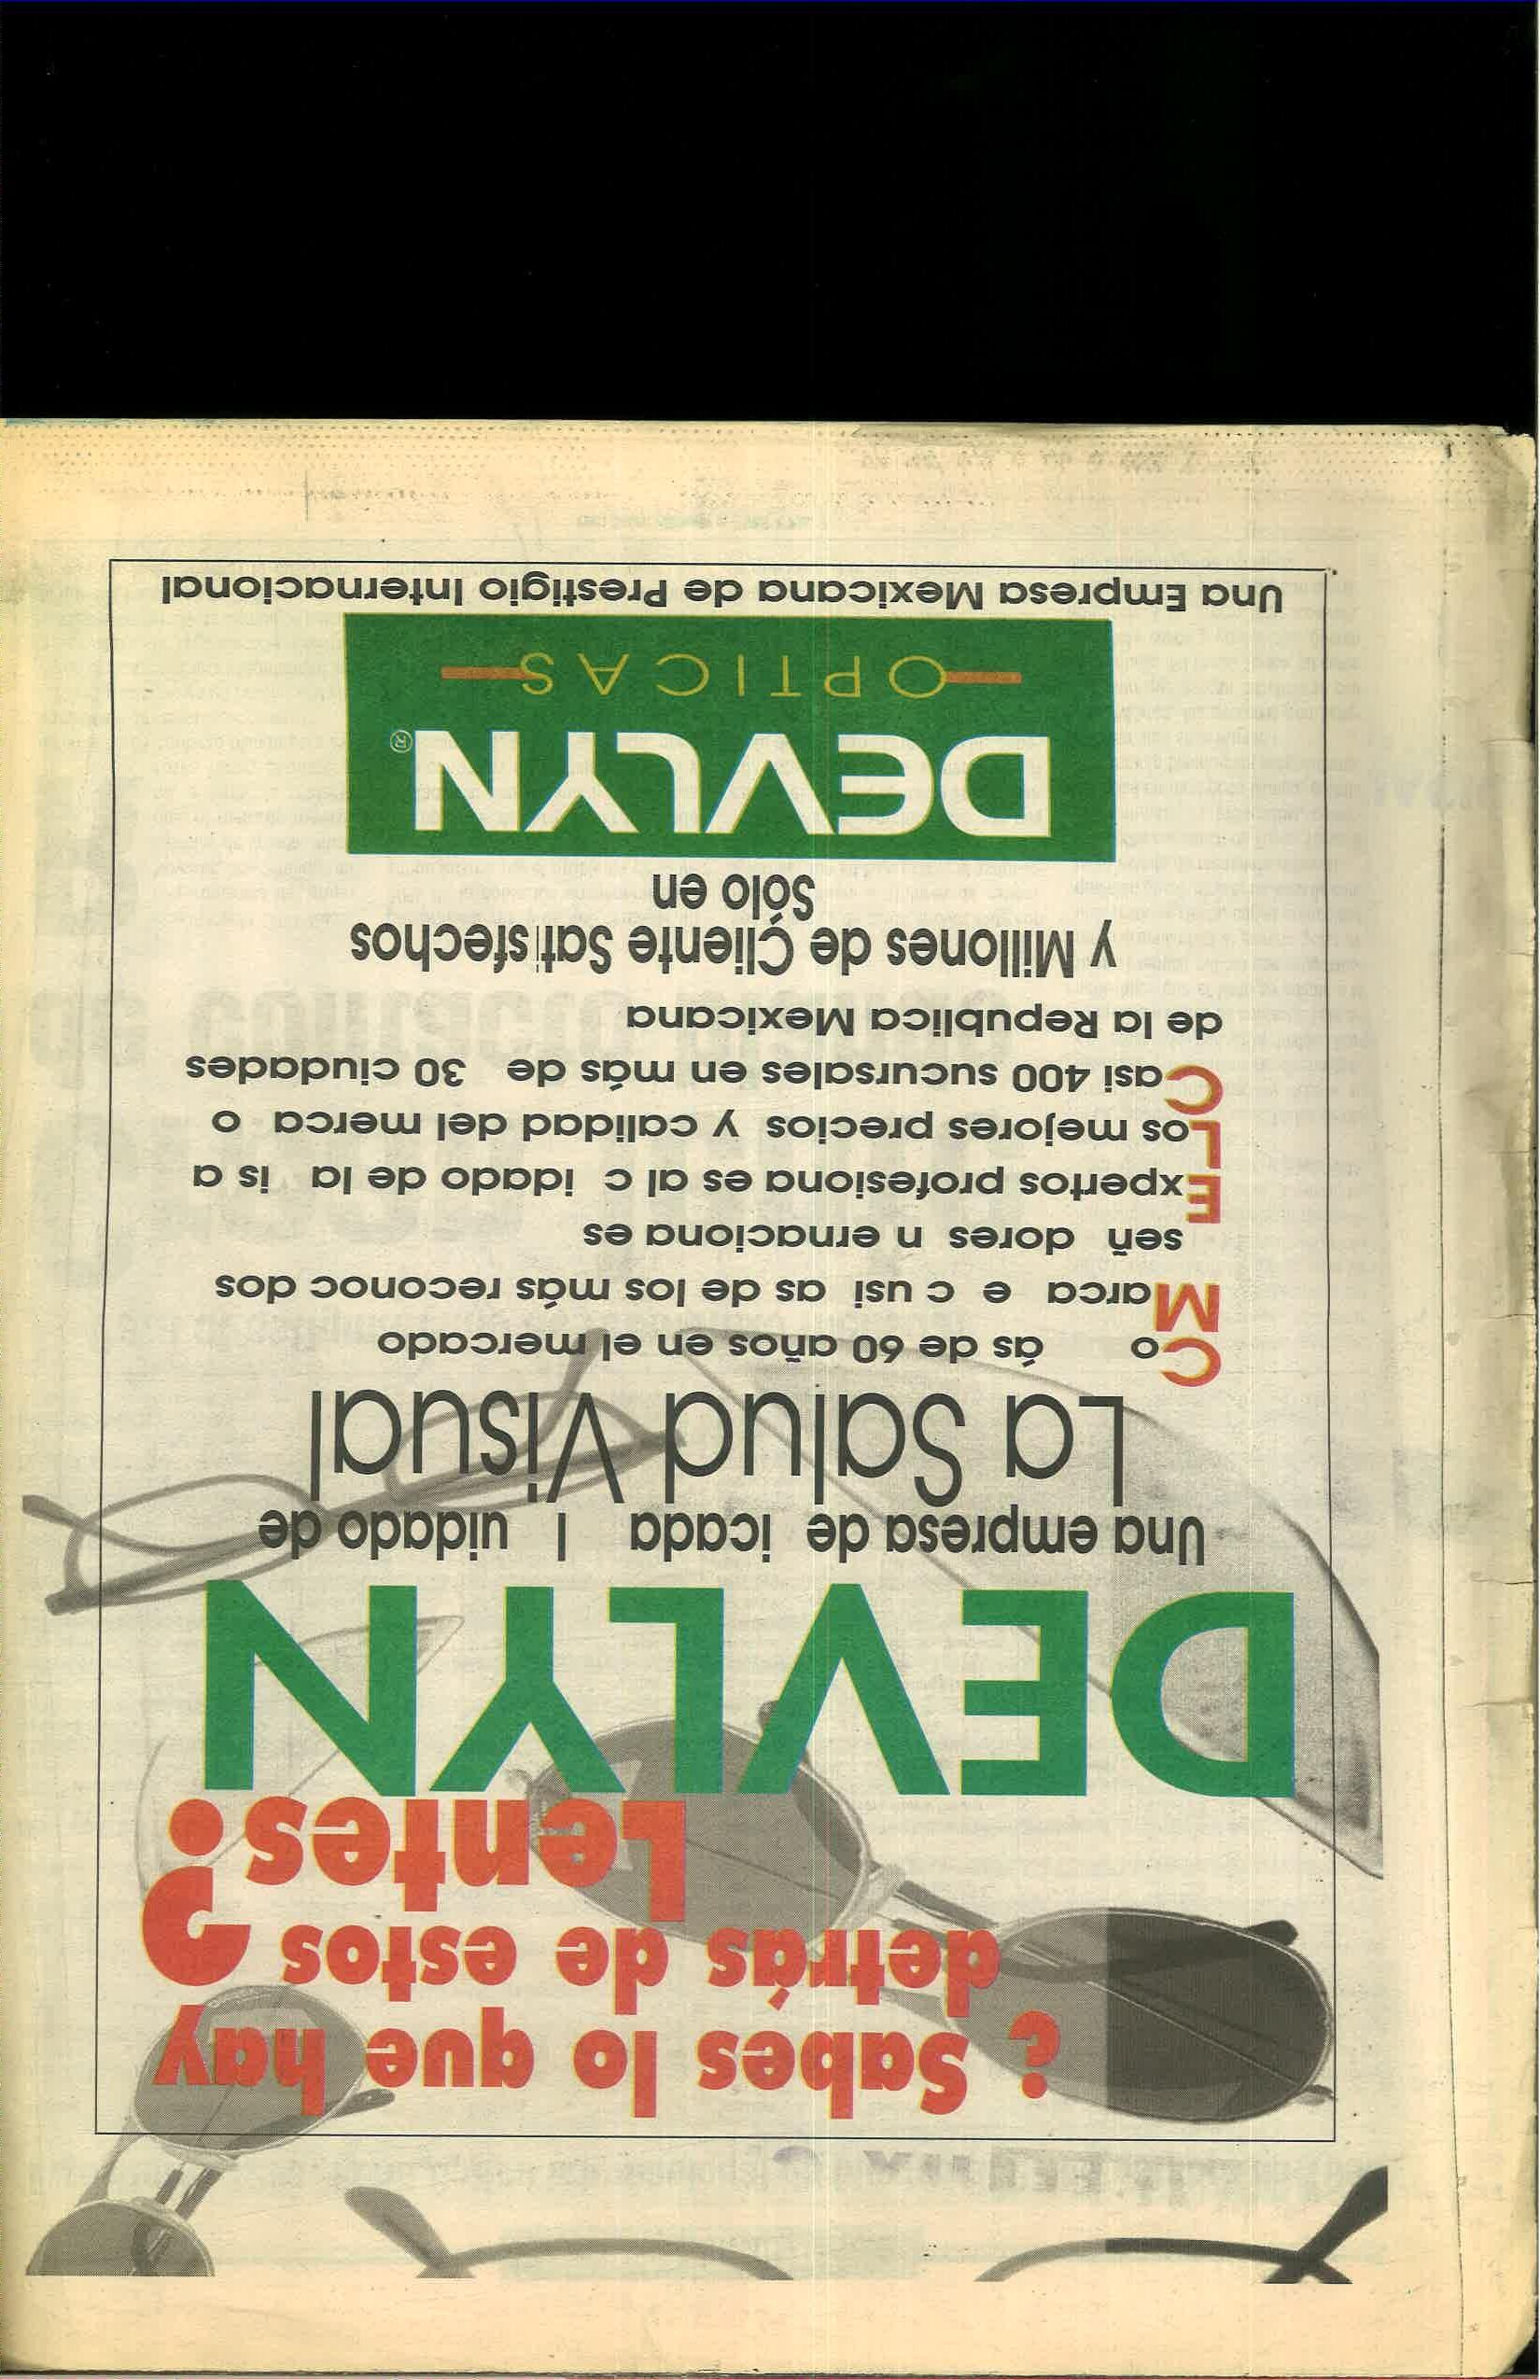 ¿ Sabes lo que hay
detrás de estos
Lentes?
DEVLYN
Una empresa de icada l uidado de
La Salud Visual
Co ás de 60 años en el mercado
Marca e c usi as de los más reconoc dos
señ dores n ernaciona es
Expertos profesiona es al c idado de la is a
Los mejores precios y calidad del merca o
Casi 400 sucursales en más de 30 ciudades
de la Republica Mexicana
y Millones de Cliente Satisfechos
Sólo en
DEVLYN®
OPTICAS
Una Empresa Mexicana de Prestigio Internacional